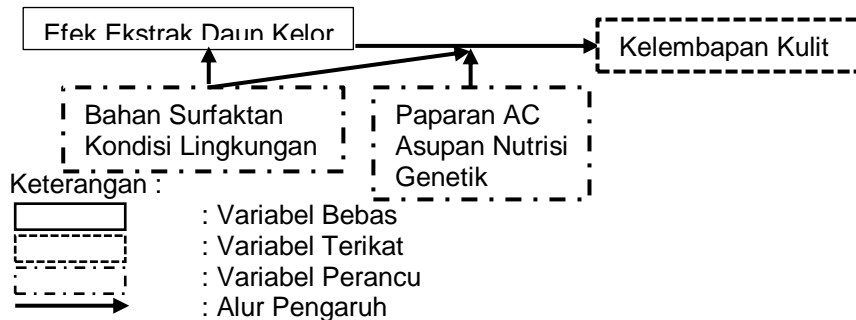 Efek Ekstrak Daun Kelor
Kelembapan Kulit
Bahan Surfaktan
Kondisi Lingkungan
Paparan AC
Asupan Nutrisi
Genetik
Keterangan :
: Variabel Bebas
: Variabel Terikat
: Variabel Perancu
: Alur Pengaruh